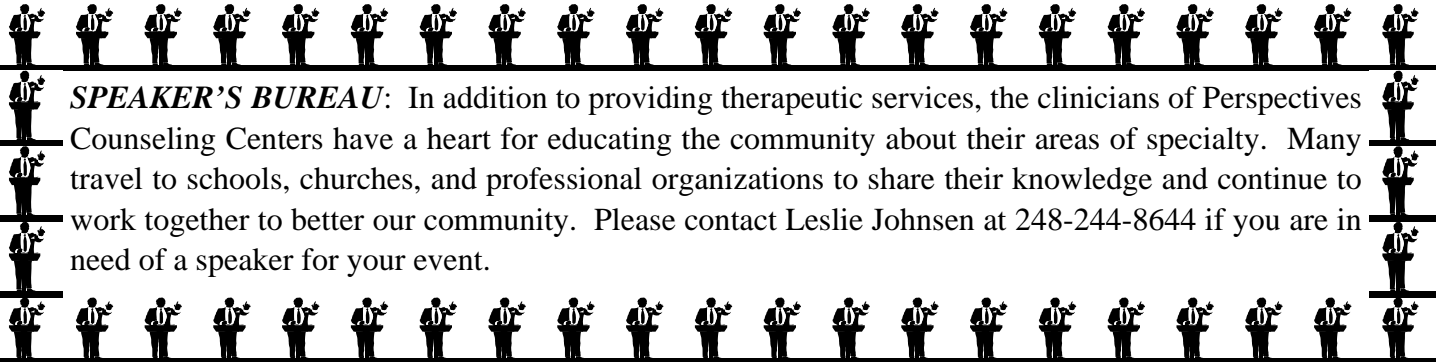 SPEAKER’S BUREAU:  In addition to providing therapeutic services, the clinicians of Perspectives
Counseling Centers have a heart for educating the community about their areas of specialty.  Many
travel to schools, churches, and professional organizations to share their knowledge and continue to
work together to better our community.  Please contact Leslie Johnsen at 248-244-8644 if you are in
need of a speaker for your event.